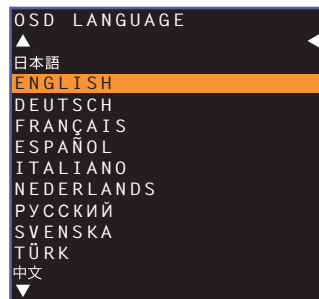 OSD LANGUAGE
日本語
ENGLISH
DEUTSCH
FRANÇAIS
ESPAÑOL
ITALIANO
NEDERLANDS
РУССКИЙ
SVENSKA
TÜRK
中文